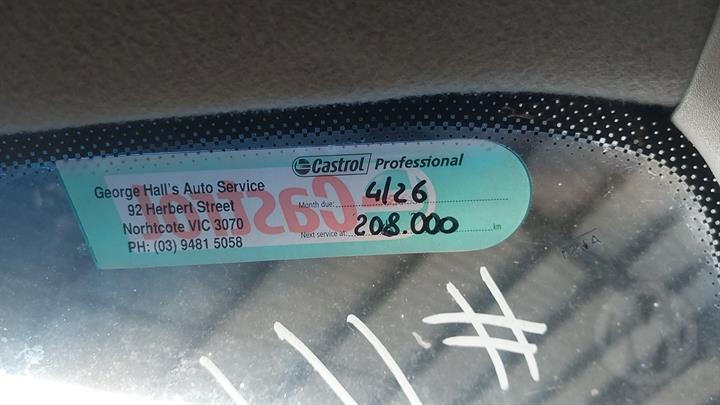 Castrol Professional
George Hall's Auto Service
92 Herbert Street
Norhtcote VIC 3070
PH: (03) 9481 5058
Month due: 4/26
Next service at: 208.000 km
Castrol